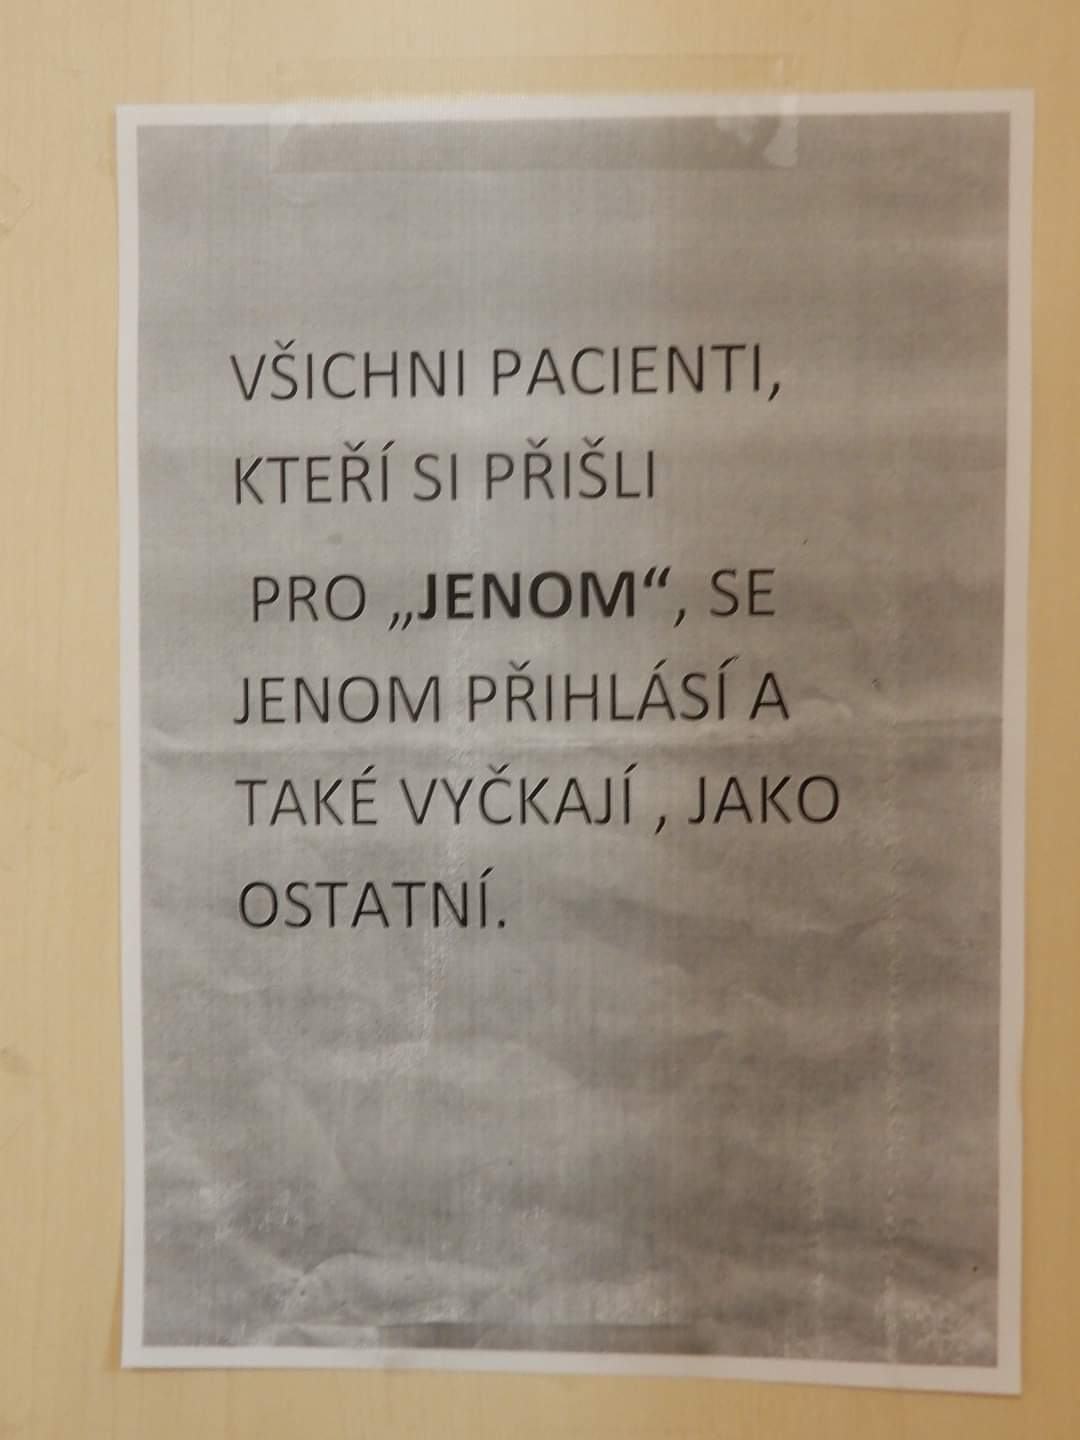 VŠICHNI PACIENTI,
KTEŘÍ SI PŘIŠLI
PRO „JENOM“, SE
JENOM PŘIHLÁSÍ A
TAKÉ VYČKAJÍ , JAKO
OSTATNÍ.